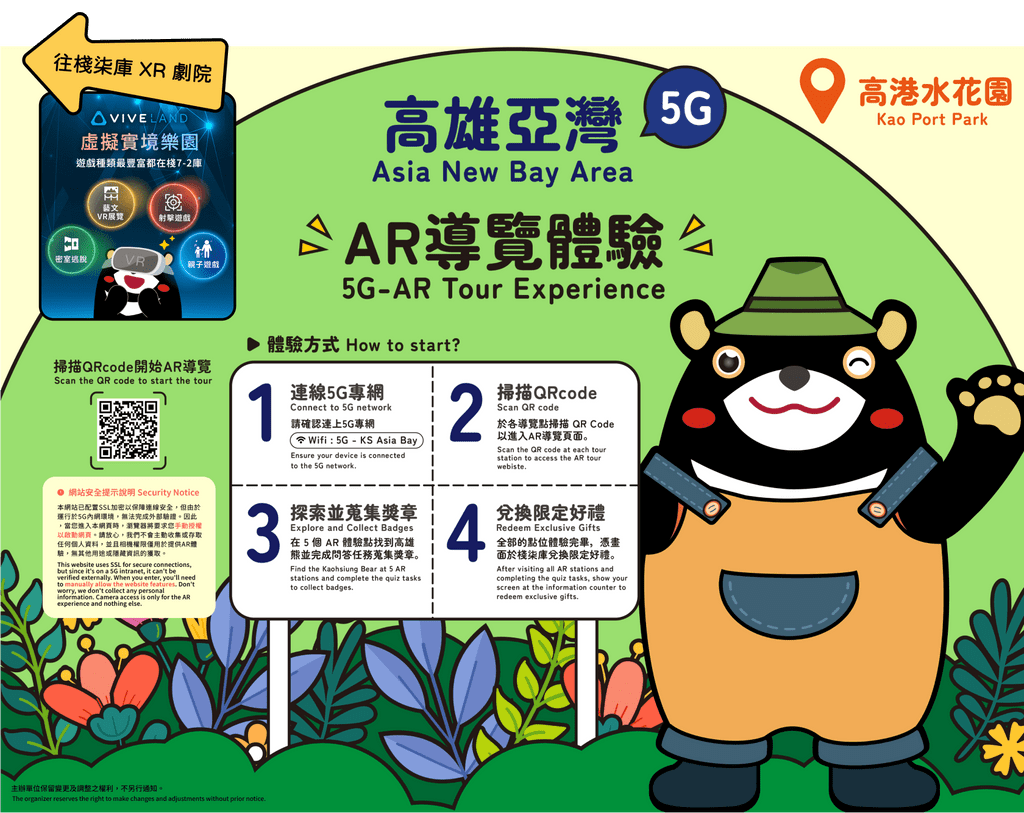 往棧柒庫 XR 劇院
VIVELAND
虛擬實境樂園
遊戲種類最豐富都在棧7-2庫
藝文
VR展覽
射擊遊戲
密室逃脫
親子遊戲
VR
高雄亞灣
5G
Asia New Bay Area
高港水花園
Kao Port Park
AR導覽體驗
5G-AR Tour Experience
體驗方式 How to start?
掃描QRcode開始AR導覽
Scan the QR code to start the tour
網站安全提示說明 Security Notice
本網站已配置SSL加密以保障連線安全,但由於
運行於5G內網環境,無法完成外部驗證。因此
,當您進入本網頁時,瀏覽器將要求您手動授權
以啟動網頁。請放心,我們不會主動收集或存取
任何個人資料,並且相機權限僅用於提供AR體
驗,無其他用途或隱藏資訊的獲取。
This website uses SSL for secure connections,
but since it's on a 5G intranet, it can't be
verified externally. When you enter, you'll need
to manually allow the website features. Don't
worry, we don't collect any personal
information. Camera access is only for the AR
experience and nothing else.
1
連線5G專網
Connect to 5G network
請確認連上5G專網
Wifi : 5G - KS Asia Bay
Ensure your device is connected
to the 5G network.
2
掃描QRcode
Scan QR code
於各導覽點掃描 QR Code
以進入AR導覽頁面。
Scan the QR code at each tour
station to access the AR tour
webiste.
3
探索並蒐集獎章
Explore and Collect Badges
在 5 個 AR 體驗點找到高雄
熊並完成問答任務蒐集獎章。
Find the Kaohsiung Bear at 5 AR
stations and complete the quiz tasks
to collect badges.
4
兌換限定好禮
Redeem Exclusive Gifts
全部的點位體驗完畢,憑畫
面於棧柒庫兌換限定好禮。
After visiting all AR stations and
completing the quiz tasks, show your
screen at the information counter to
redeem exclusive gifts.
主辦單位保留變更及調整之權利,不另行通知。
The organizer reserves the right to make changes and adjustments without prior notice.